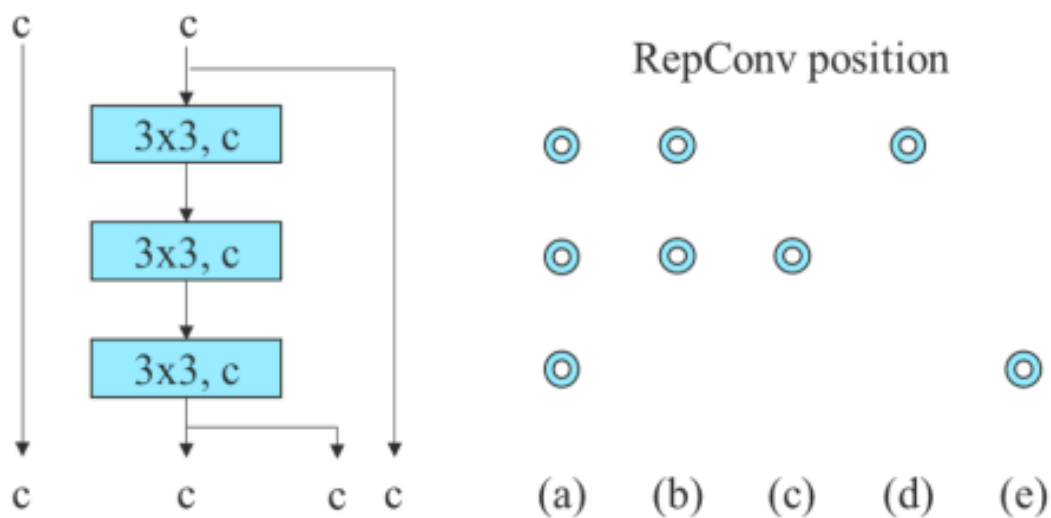 c c
RepConv position
3x3, c
3x3, c
3x3, c
c c c c
(a) (b) (c) (d) (e)